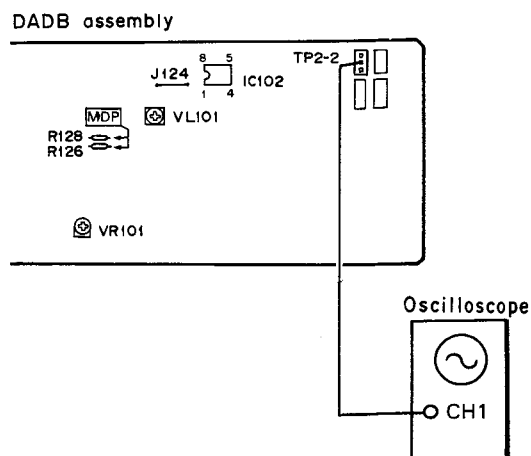 DADB assembly
TP2-2
8 5
J124
IC102
1 4
MDP
VL101
R128
R126
VR101
Oscilloscope
CH1